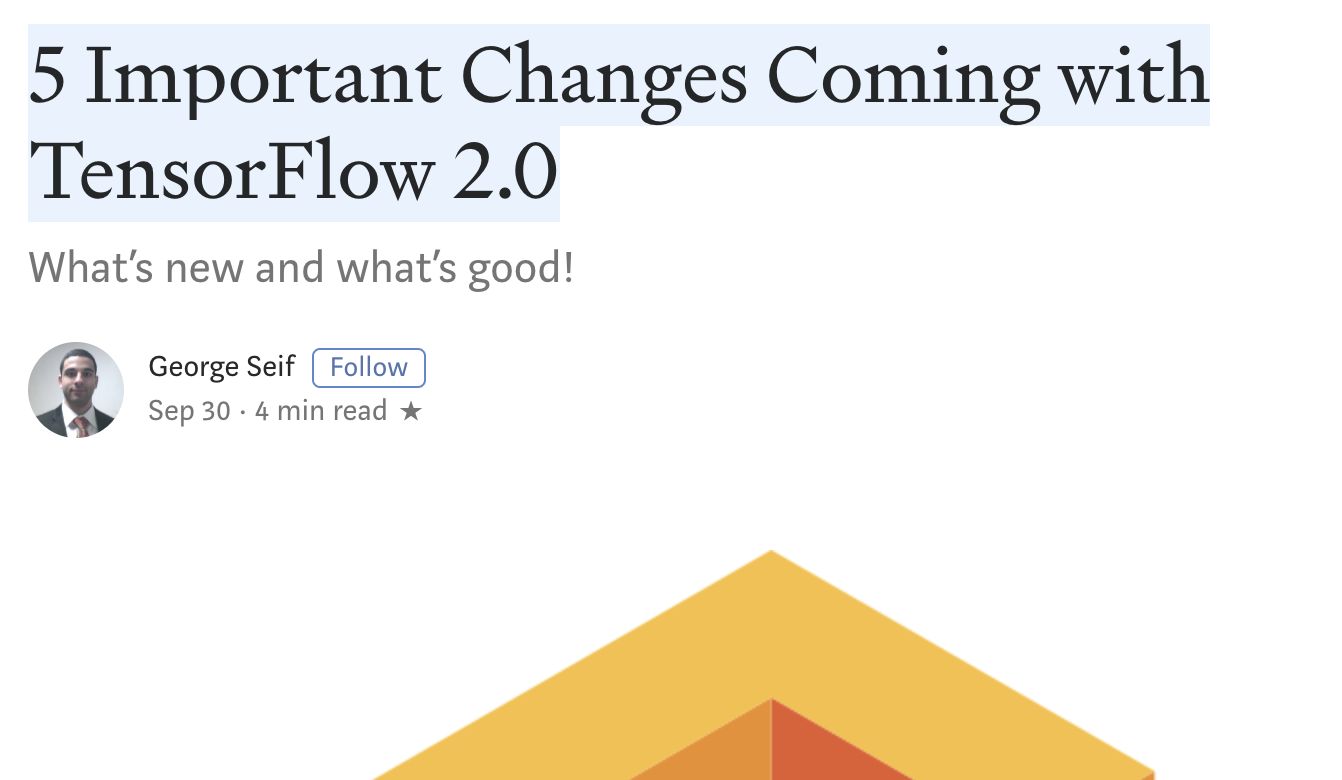 5 Important Changes Coming with
TensorFlow 2.0
What’s new and what’s good!
George Seif Follow
Sep 30 · 4 min read ★